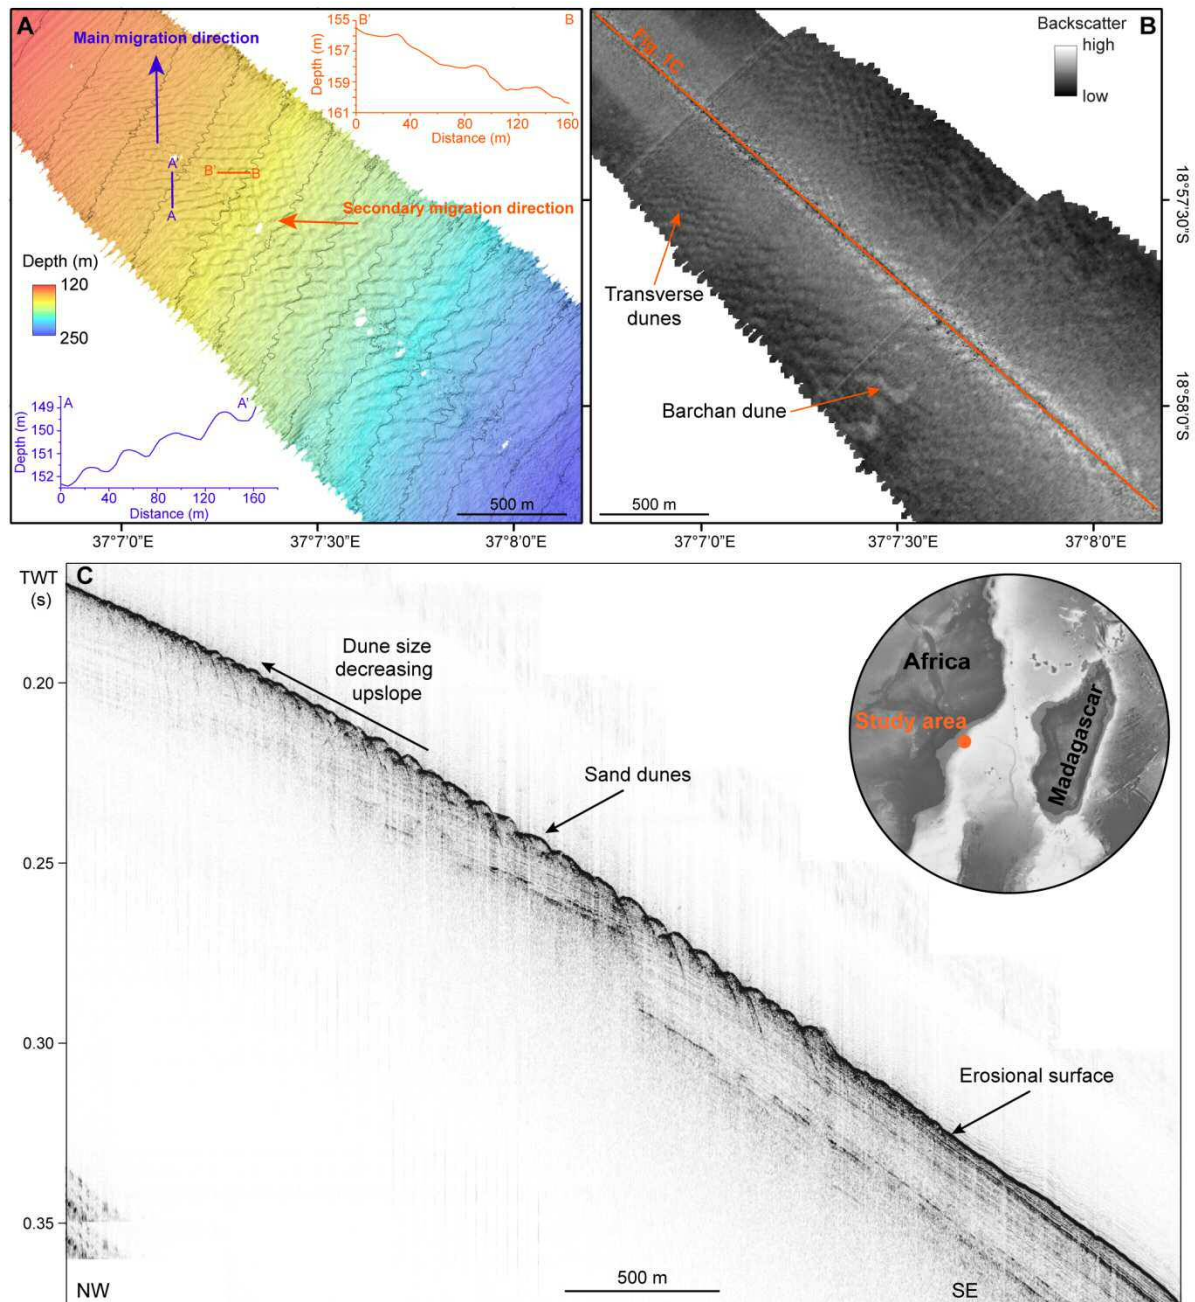 A
Main migration direction
B'
B
155
157
159
161
Depth (m)
0
40
80
120
160
Distance (m)
A'
B'
B
A
Secondary migration direction
Depth (m)
120
250
A
A'
149
150
151
152
Depth (m)
0
40
80
120
160
Distance (m)
500 m
37°7'0"E
37°7'30"E
37°8'0"E
B
Backscatter
high
low
FIG. 1C
Transverse
dunes
Barchan dune
500 m
18°57'30"S
18°58'0"S
37°7'0"E
37°7'30"E
37°8'0"E
C
TWT
(s)
0.20
0.25
0.30
0.35
Dune size
decreasing
upslope
Sand dunes
Erosional surface
Africa
Study area
Madagascar
NW
500 m
SE